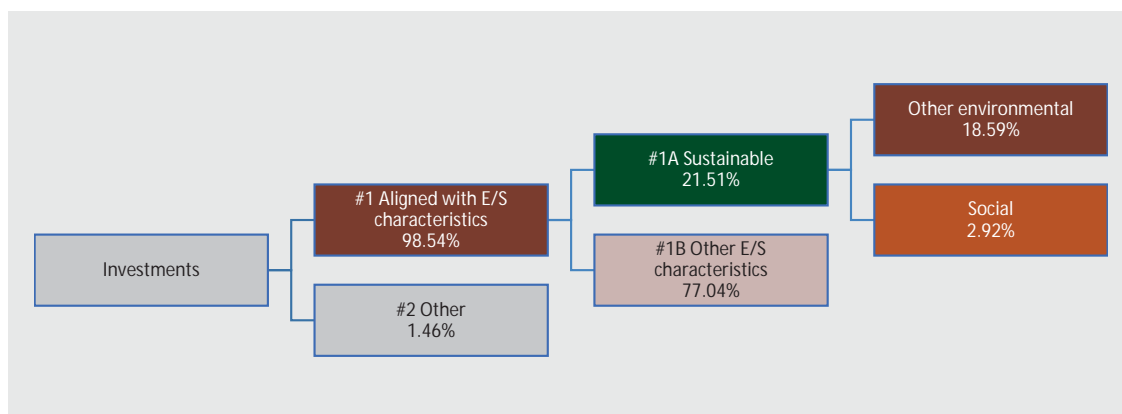 Investments
#1 Aligned with E/S
characteristics
98.54%
#2 Other
1.46%
#1A Sustainable
21.51%
#1B Other E/S
characteristics
77.04%
Other environmental
18.59%
Social
2.92%